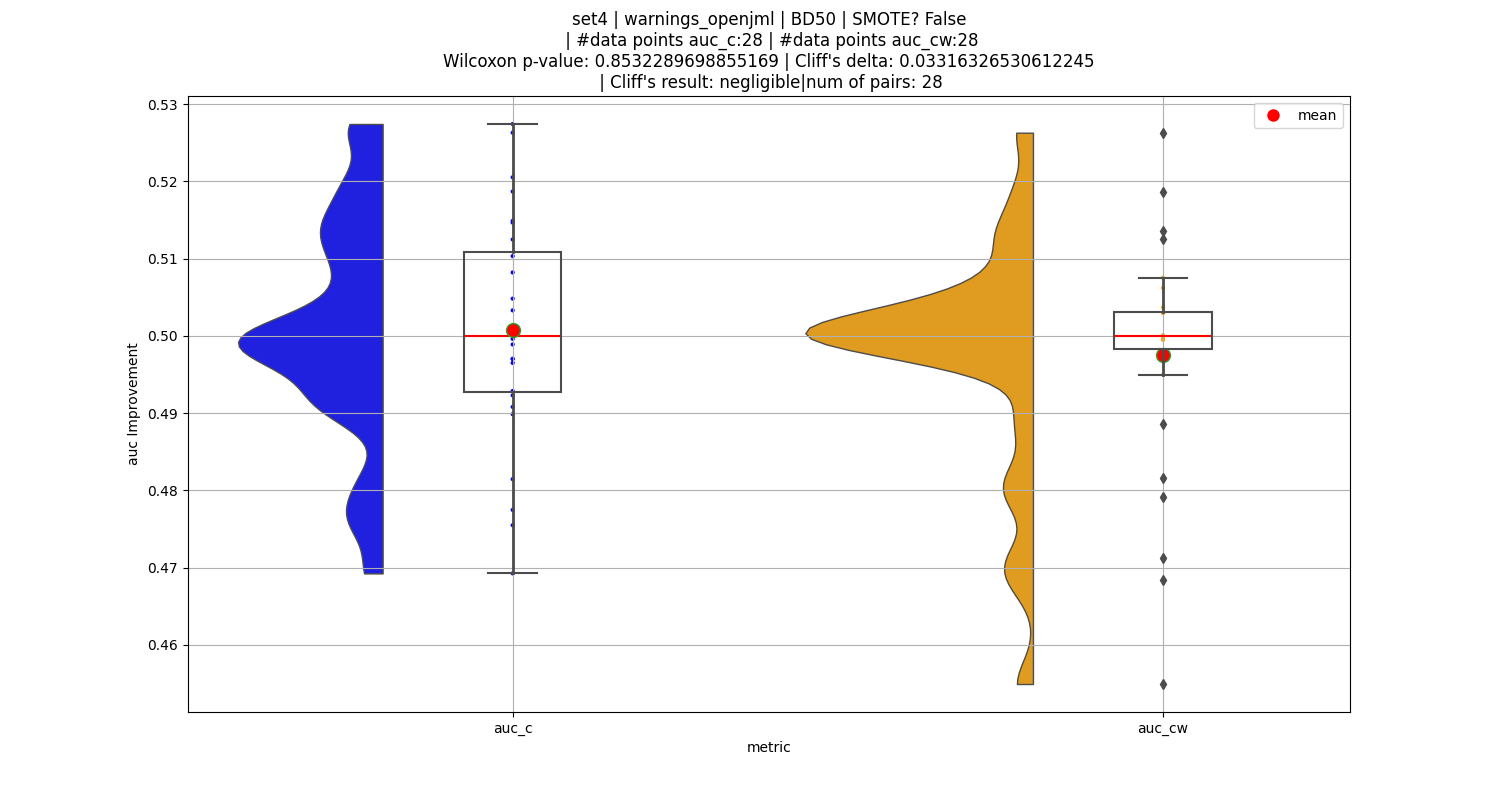 set4 | warnings_openjml | BD50 | SMOTE? False
| #data points auc_c:28 | #data points auc_cw:28
Wilcoxon p-value: 0.8532289698855169 | Cliff's delta: 0.03316326530612245
| Cliff's result: negligible|num of pairs: 28
mean
0.53
0.52
0.51
0.50
0.49
0.48
0.47
0.46
auc Improvement
auc_c
auc_cw
metric